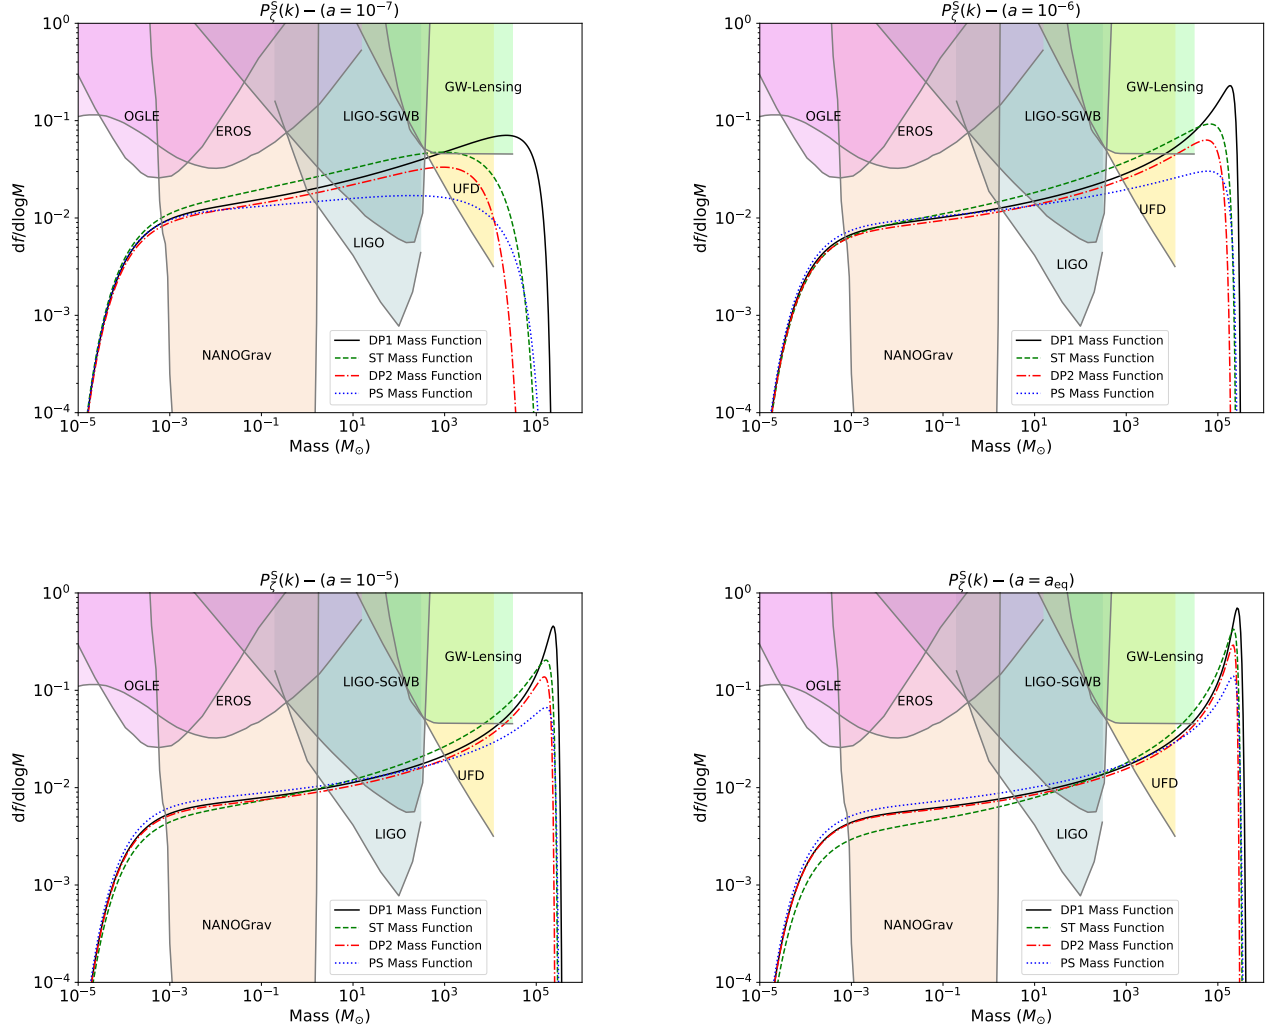 P_ζ^S(k) − (a = 10^−7)
df/dlogM
10^0
10^−1
10^−2
10^−3
10^−4
OGLE
EROS
LIGO-SGWB
GW-Lensing
UFD
LIGO
NANOGrav
DP1 Mass Function
ST Mass Function
DP2 Mass Function
PS Mass Function
10^−5 10^−3 10^−1 10^1 10^3 10^5
Mass (M_⊙)
P_ζ^S(k) − (a = 10^−6)
df/dlogM
10^0
10^−1
10^−2
10^−3
10^−4
OGLE
EROS
LIGO-SGWB
GW-Lensing
UFD
LIGO
NANOGrav
DP1 Mass Function
ST Mass Function
DP2 Mass Function
PS Mass Function
10^−5 10^−3 10^−1 10^1 10^3 10^5
Mass (M_⊙)
P_ζ^S(k) − (a = 10^−5)
df/dlogM
10^0
10^−1
10^−2
10^−3
10^−4
OGLE
EROS
LIGO-SGWB
GW-Lensing
UFD
LIGO
NANOGrav
DP1 Mass Function
ST Mass Function
DP2 Mass Function
PS Mass Function
10^−5 10^−3 10^−1 10^1 10^3 10^5
Mass (M_⊙)
P_ζ^S(k) − (a = a_eq)
df/dlogM
10^0
10^−1
10^−2
10^−3
10^−4
OGLE
EROS
LIGO-SGWB
GW-Lensing
UFD
LIGO
NANOGrav
DP1 Mass Function
ST Mass Function
DP2 Mass Function
PS Mass Function
10^−5 10^−3 10^−1 10^1 10^3 10^5
Mass (M_⊙)